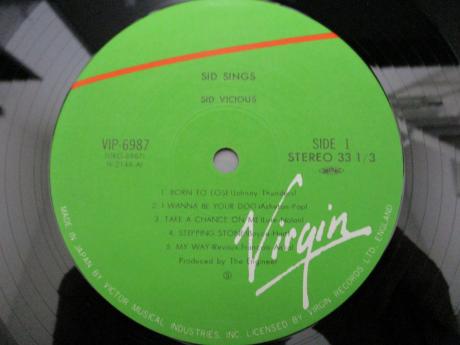 SID SINGS
SID VICIOUS
VIP-6987
SIDE 1
STEREO 33 1/3
1. BORN TO LOSE (Johnny Thunders)
2. I WANNA BE YOUR DOG (Asheton-Pop)
3. TAKE A CHANCE ON ME
4. STEPPING STONE
5. MY WAY
Produced by The Engineer
Virgin
MADE IN JAPAN BY VICTOR MUSICAL INDUSTRIES, INC. LICENSED BY VIRGIN RECORDS LTD. ENGLAND